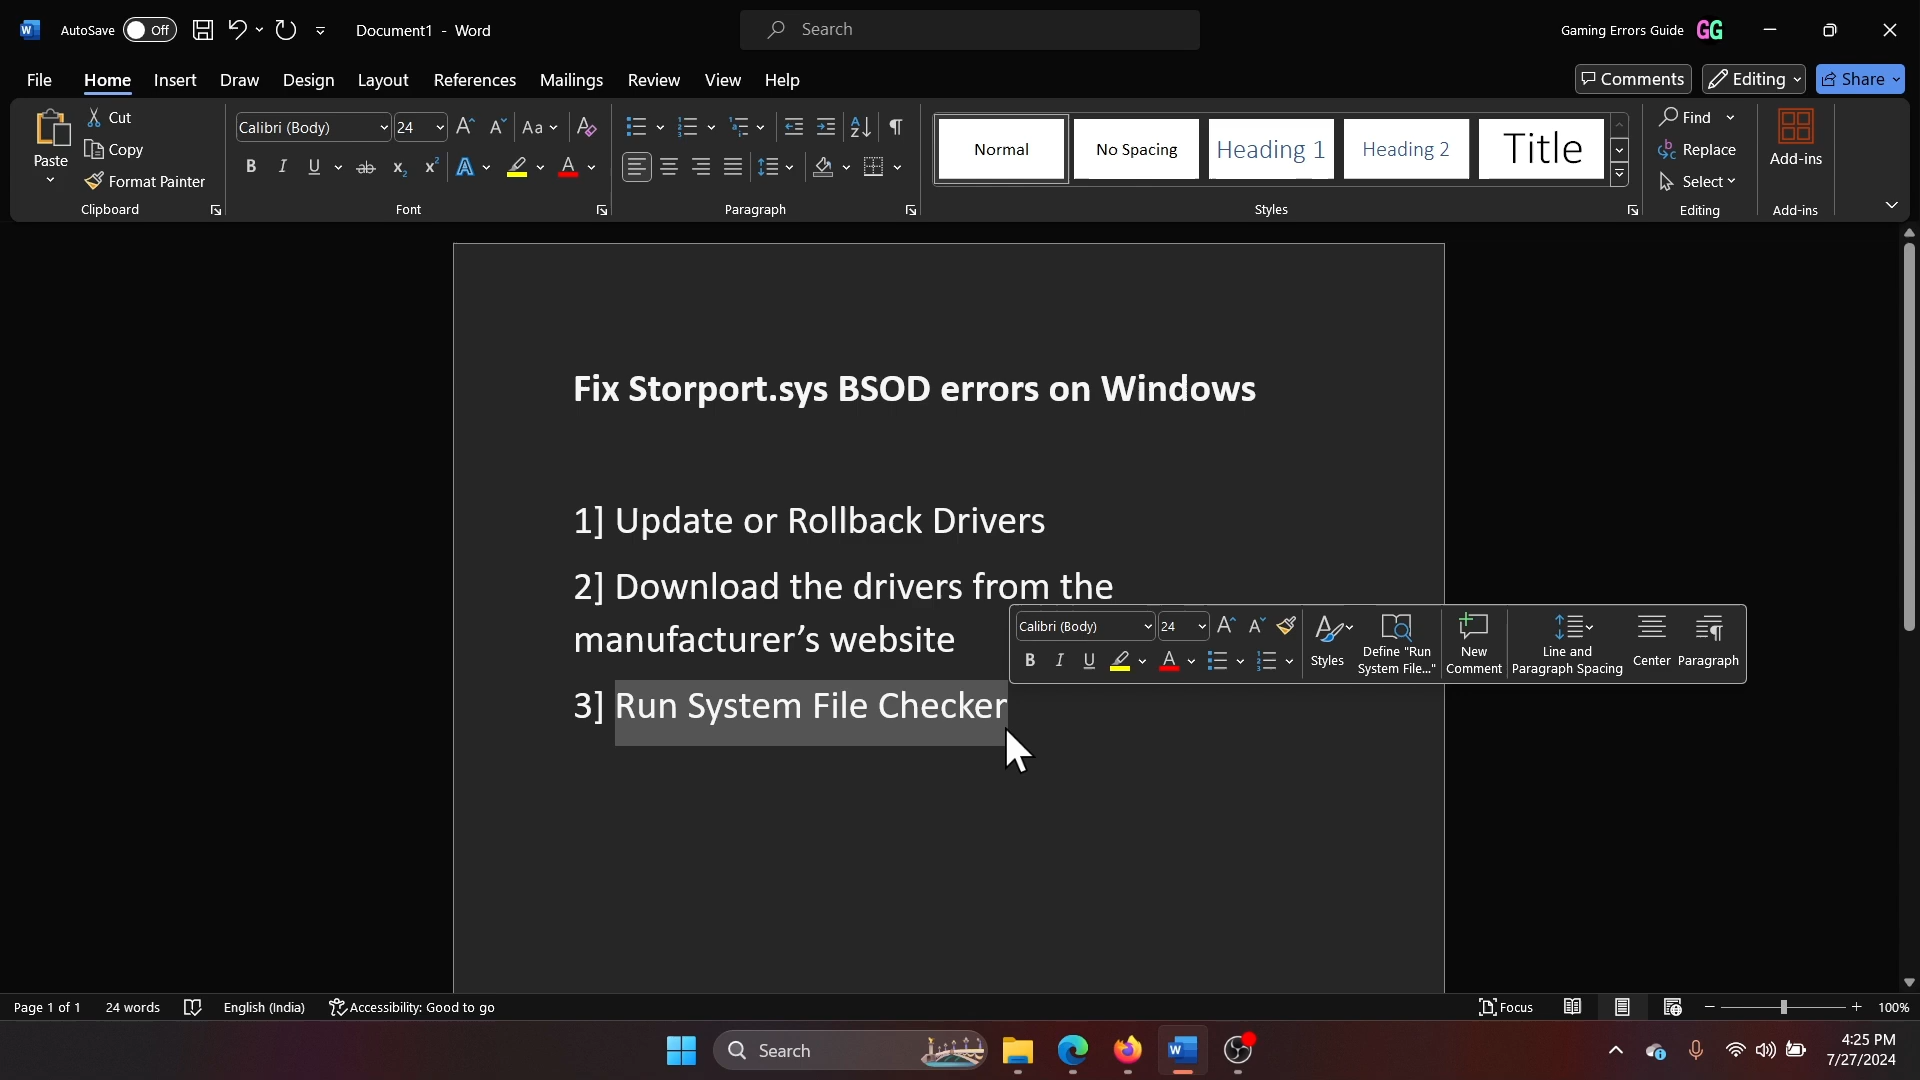 AutoSave Off Document1 - Word Search Gaming Errors Guide GG
File Home Insert Draw Design Layout References Mailings Review View Help Comments Editing Share
Paste Cut Copy Format Painter Clipboard
Calibri (Body) 24 Aa Font
Paragraph
Normal No Spacing Heading 1 Heading 2 Title Styles
Find Replace Select Editing
Add-ins Add-ins
Fix Storport.sys BSOD errors on Windows
1] Update or Rollback Drivers
2] Download the drivers from the
manufacturer’s website
3] Run System File Checker
Calibri (Body) 24
Styles
Define "Run
System File..."
New
Comment
Line and
Paragraph Spacing
Center Paragraph
Page 1 of 1 24 words English (India) Accessibility: Good to go Focus 100%
Search
4:25 PM
7/27/2024